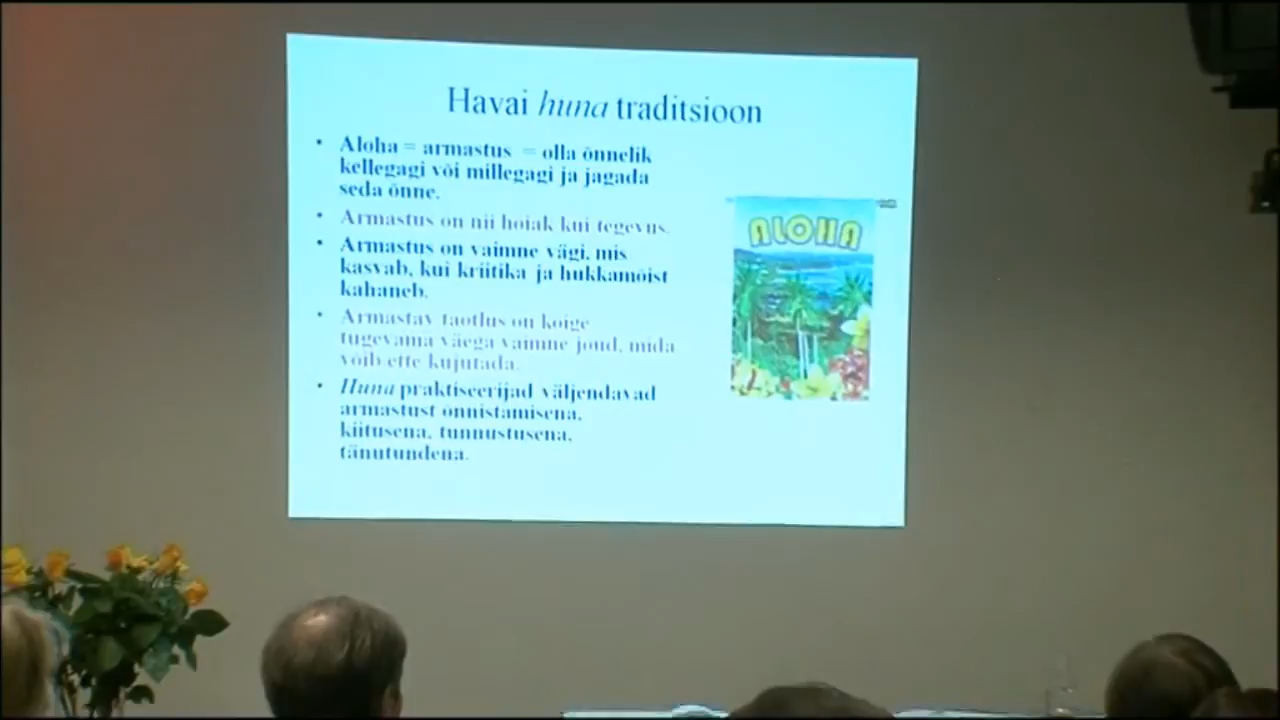 Havai huna traditsioon
• Aloha = armastus = olla õnnelik
kellegagi või millegagi ja jagada
seda õnne.
• Armastus on nii hoiak kui tegevus.
• Armastus on vaimne vägi, mis
kasvab, kui kriitika ja hukkamõist
kahaneb.
• Armastav taotlus on kõige
tugevama väega vaimne jõud, mida
võib ette kujutada.
• Huna praktiseerijad väljendavad
armastust õnnistamisena,
kiitusena, tunnustusena,
tänutundena.
ALOHA